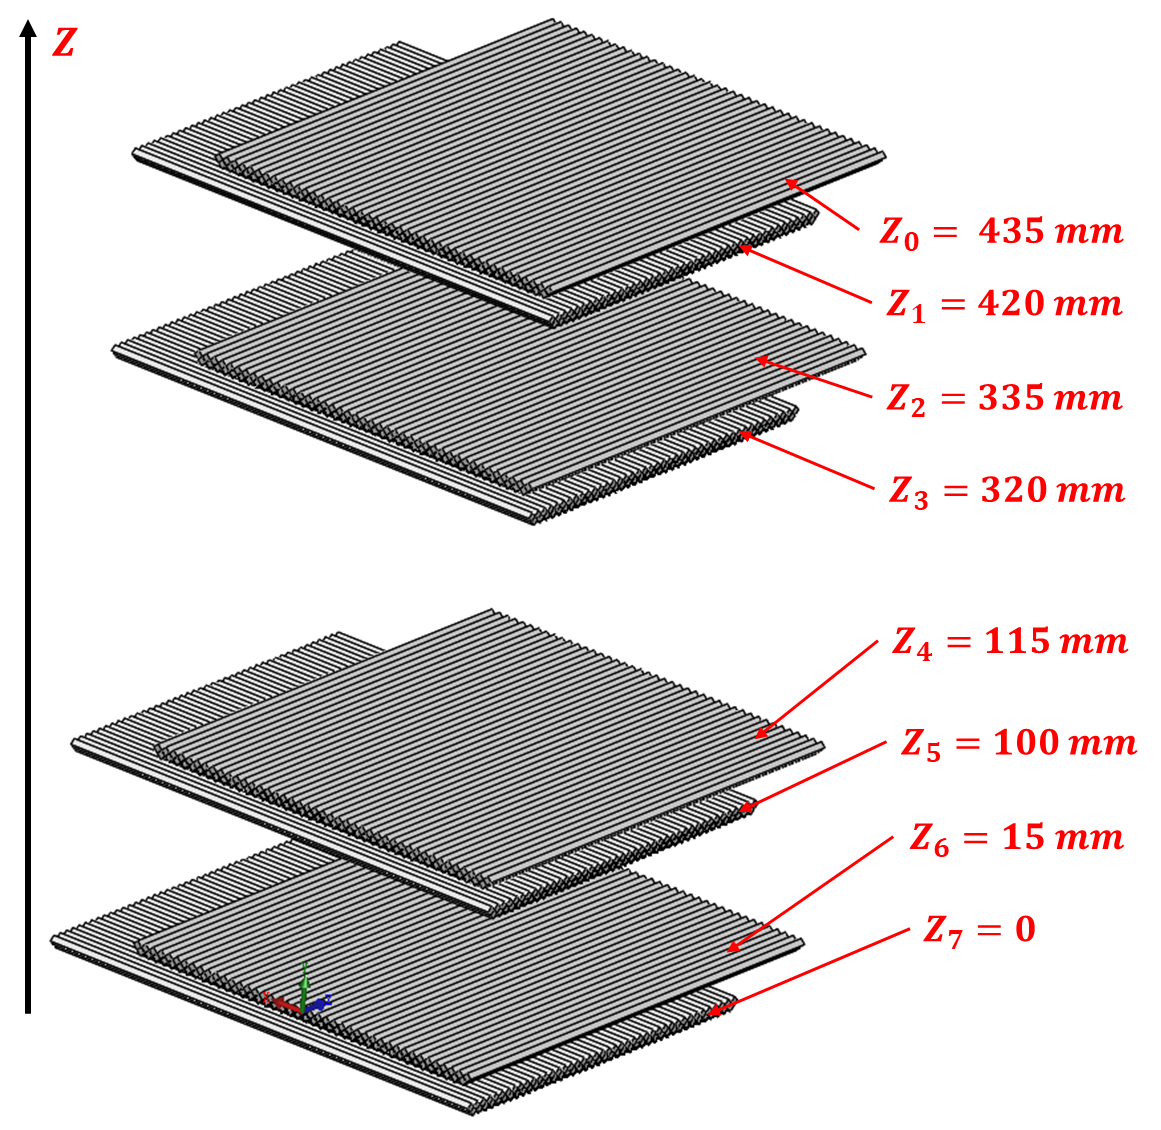 Z
Z₀ = 435 mm
Z₁ = 420 mm
Z₂ = 335 mm
Z₃ = 320 mm
Z₄ = 115 mm
Z₅ = 100 mm
Z₆ = 15 mm
Z₇ = 0